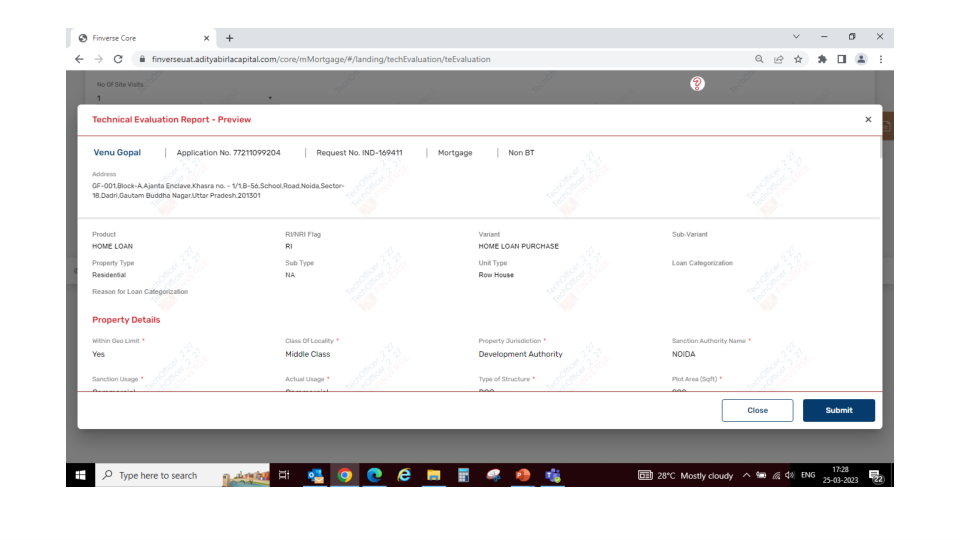 Finverse Core
finverseuat.adityabirlacapital.com/core/mMortgage/#/landing/techEvaluation/teEvaluation
No Of Site Visits
1
Technical Evaluation Report - Preview
Venu Gopal | Application No. 77211099204 | Request No. IND-169411 | Mortgage | Non BT
Address
GF-001,Block-A,Ajanta Enclave,Khasra no. - 1/1,B-56,School,Road,Noida,Sector-
18,Dadri,Gautam Buddha Nagar,Uttar Pradesh,201301
Product RI/NRI Flag Variant Sub-Variant
HOME LOAN RI HOME LOAN PURCHASE
Property Type Sub Type Unit Type Loan Categorization
Residential NA Row House
Reason for Loan Categorization
Property Details
Within Geo Limit * Class Of Locality * Property Jurisdiction * Sanction Authority Name *
Yes Middle Class Development Authority NOIDA
Sanction Usage * Actual Usage * Type of Structure * Plot Area (Sqft) *
Close Submit
Type here to search 28°C Mostly cloudy ENG 17:28
25-03-2023 22